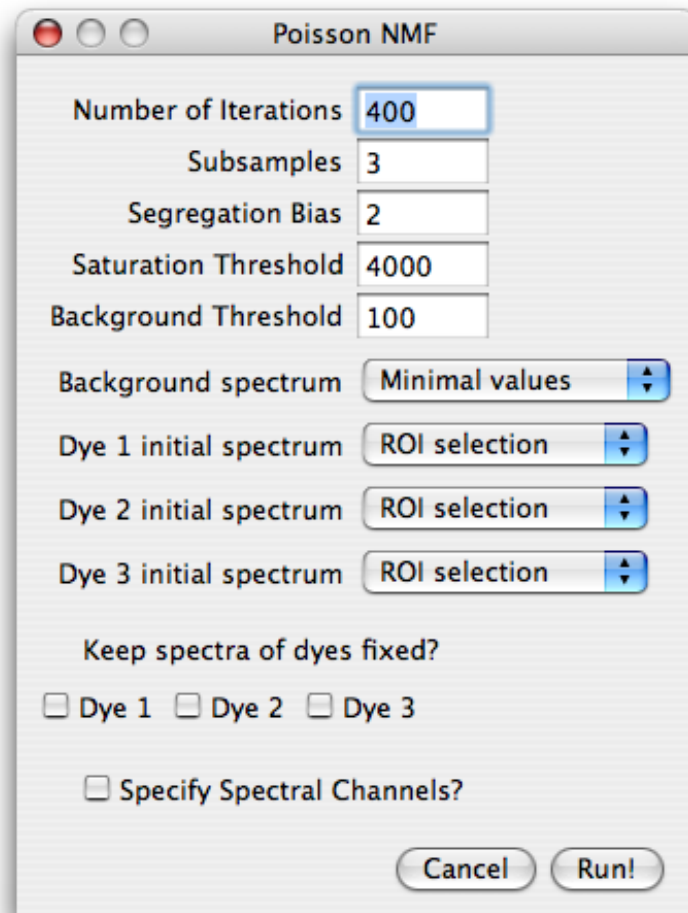 Poisson NMF
Number of Iterations 400
Subsamples 3
Segregation Bias 2
Saturation Threshold 4000
Background Threshold 100
Background spectrum Minimal values
Dye 1 initial spectrum ROI selection
Dye 2 initial spectrum ROI selection
Dye 3 initial spectrum ROI selection
Keep spectra of dyes fixed?
Dye 1 Dye 2 Dye 3
Specify Spectral Channels?
Cancel Run!